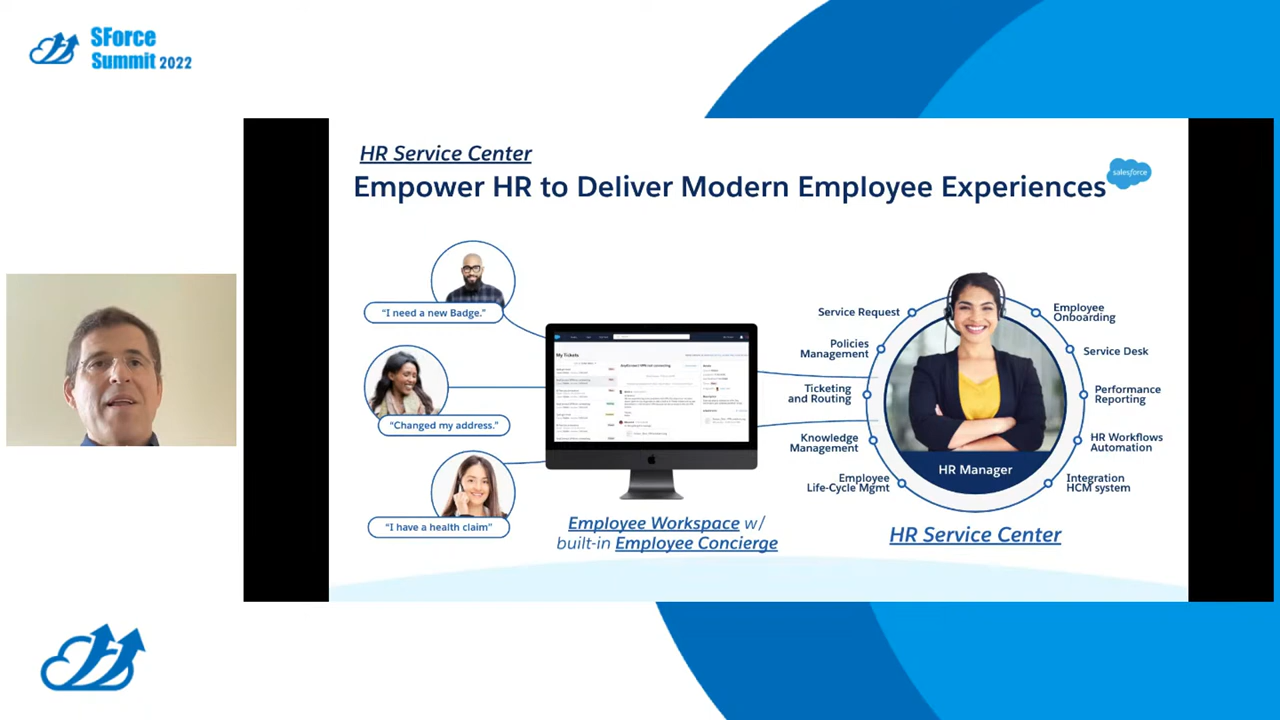 SForce
Summit 2022
HR Service Center
Empower HR to Deliver Modern Employee Experiences
salesforce
“I need a new Badge.”
“Changed my address.”
“I have a health claim”
My Tickets
Employee Workspace w/
built-in Employee Concierge
Service Request
Policies
Management
Ticketing
and Routing
Knowledge
Management
Employee
Life-Cycle Mgmt
Employee
Onboarding
Service Desk
Performance
Reporting
HR Workflows
Automation
Integration
HCM system
HR Manager
HR Service Center